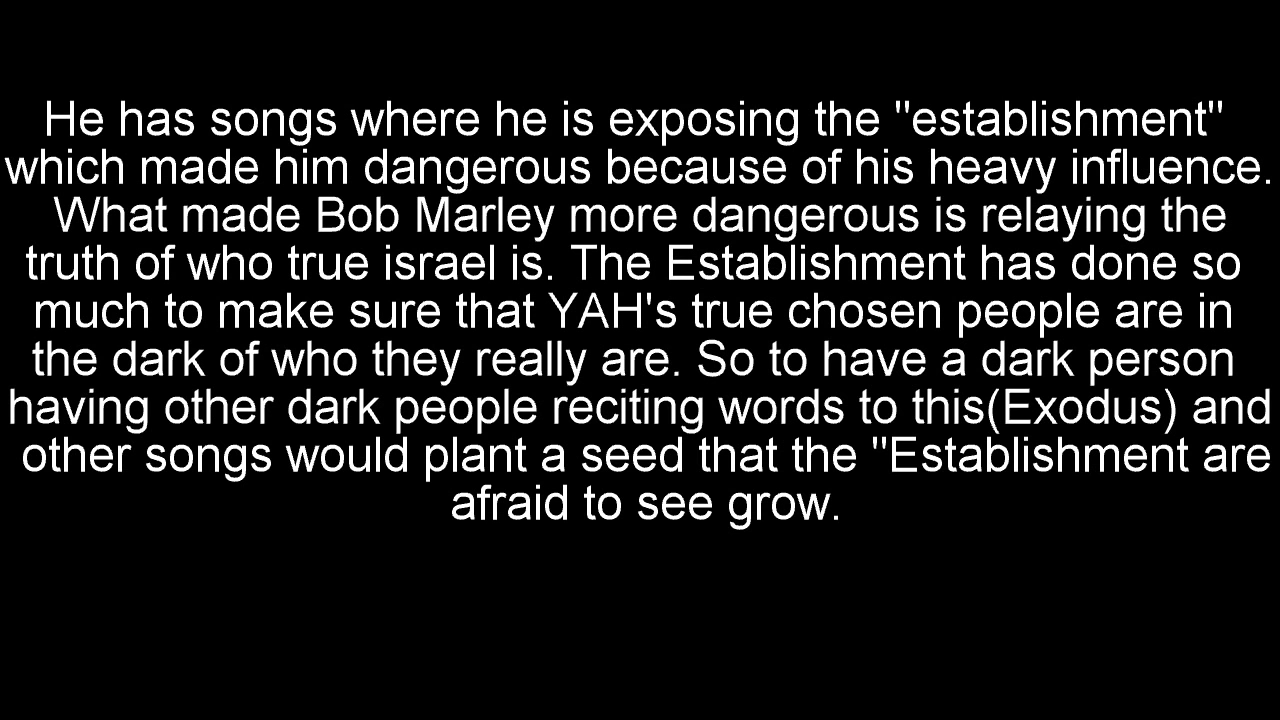 He has songs where he is exposing the "establishment"
which made him dangerous because of his heavy influence.
What made Bob Marley more dangerous is relaying the
truth of who true israel is. The Establishment has done so
much to make sure that YAH's true chosen people are in
the dark of who they really are. So to have a dark person
having other dark people reciting words to this(Exodus) and
other songs would plant a seed that the "Establishment are
afraid to see grow.